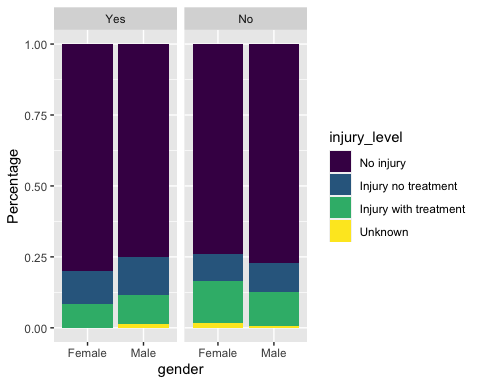 Yes
No
1.00
0.75
0.50
0.25
0.00
Percentage
Female
Male
Female
Male
gender
injury_level
No injury
Injury no treatment
Injury with treatment
Unknown